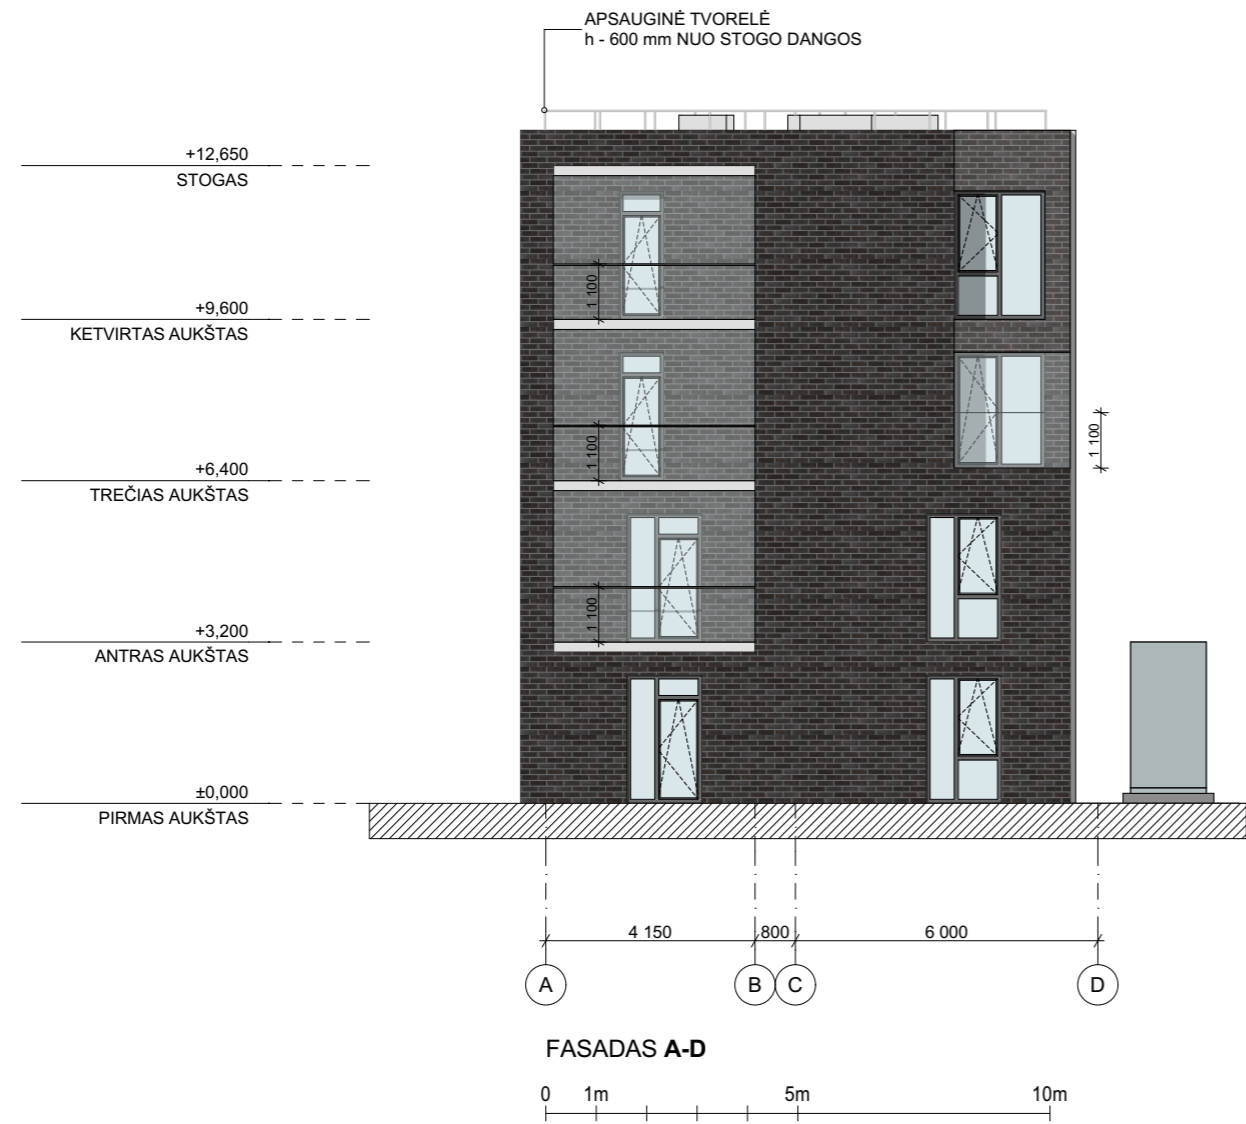 APSAUGINĖ TVORELĖ
h - 600 mm NUO STOGO DANGOS
+12,650
STOGAS
+9,600
KETVIRTAS AUKŠTAS
+6,400
TREČIAS AUKŠTAS
+3,200
ANTRAS AUKŠTAS
±0,000
PIRMAS AUKŠTAS
1 100
1 100
1 100
1 100
4 150
800
6 000
A
B
C
D
FASADAS A-D
0 1m 5m 10m